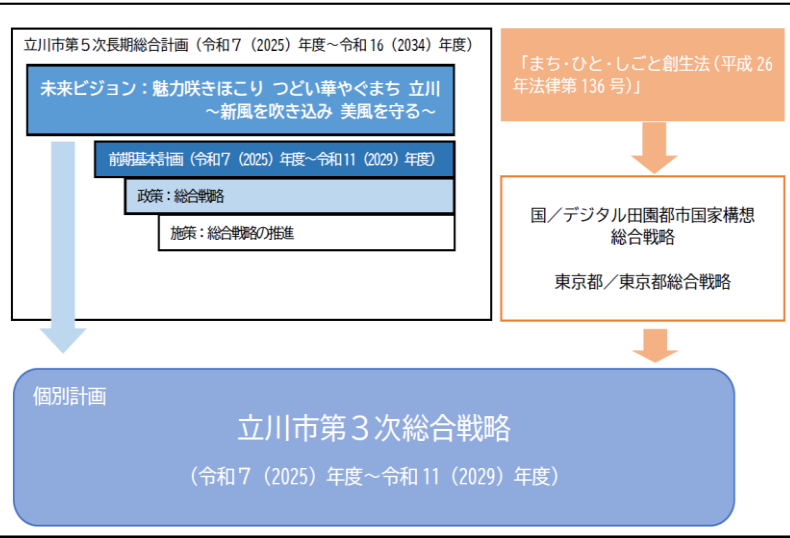 立川市第５次長期総合計画（令和７（2025）年度～令和16（2034）年度）
未来ビジョン：魅力咲きほこり つどい華やぐまち 立川
～新風を吹き込み 美風を守る～
前期基本計画（令和７（2025）年度～令和11（2029）年度）
政策：総合戦略
施策：総合戦略の推進
「まち・ひと・しごと創生法（平成 26
年法律第 136 号）」
国／デジタル田園都市国家構想
総合戦略
東京都／東京都総合戦略
個別計画
立川市第３次総合戦略
（令和７（2025）年度～令和 11（2029）年度）